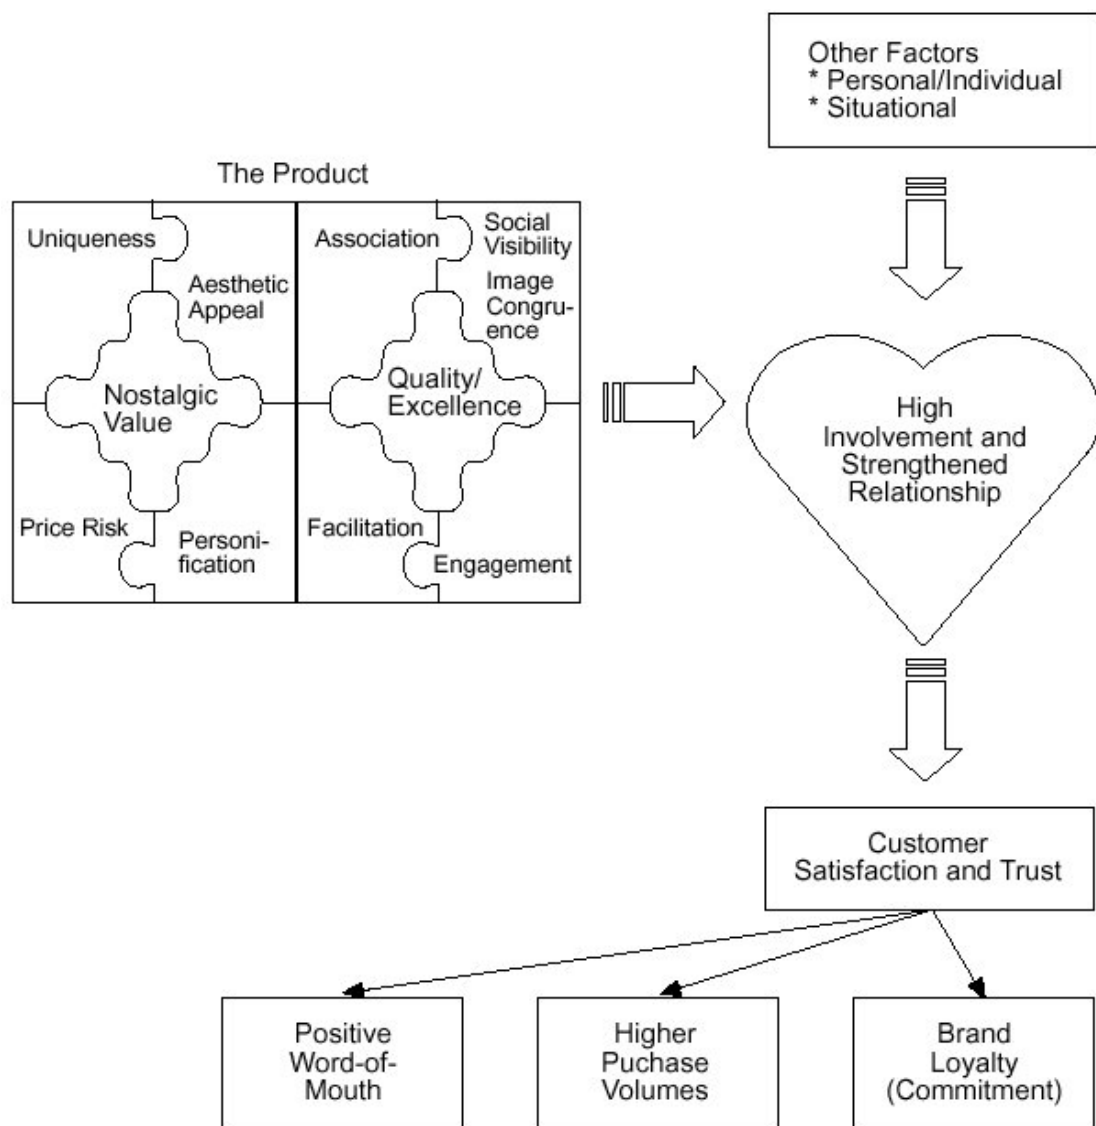 Other Factors
* Personal/Individual
* Situational
The Product
Uniqueness
Aesthetic
Appeal
Nostalgic
Value
Price Risk
Personi-
fication
Association
Social
Visibility
Image
Congru-
ence
Quality/
Excellence
Facilitation
Engagement
High
Involvement and
Strengthened
Relationship
Customer
Satisfaction and Trust
Positive
Word-of-
Mouth
Higher
Puchase
Volumes
Brand
Loyalty
(Commitment)